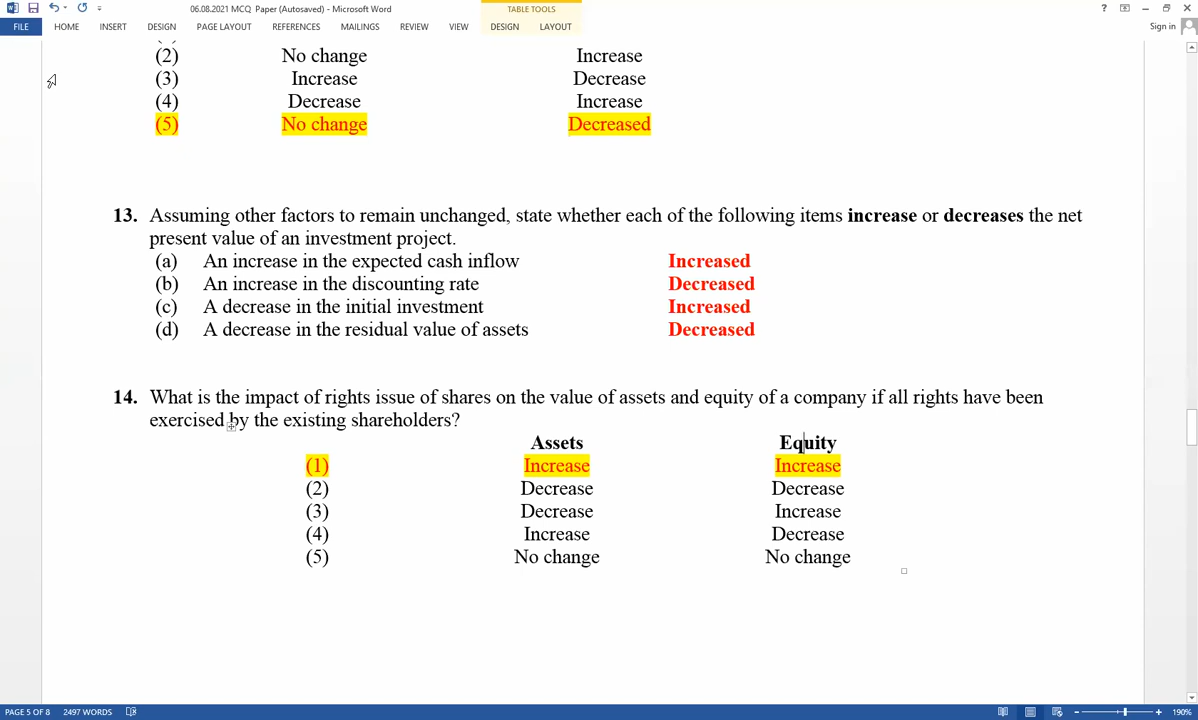 06.08.2021 MCQ Paper (Autosaved) - Microsoft Word
TABLE TOOLS
?
FILE HOME INSERT DESIGN PAGE LAYOUT REFERENCES MAILINGS REVIEW VIEW DESIGN LAYOUT Sign in
(2) No change Increase
(3) Increase Decrease
(4) Decrease Increase
(5) No change Decreased
13. Assuming other factors to remain unchanged, state whether each of the following items increase or decreases the net
present value of an investment project.
(a) An increase in the expected cash inflow Increased
(b) An increase in the discounting rate Decreased
(c) A decrease in the initial investment Increased
(d) A decrease in the residual value of assets Decreased
14. What is the impact of rights issue of shares on the value of assets and equity of a company if all rights have been
exercised by the existing shareholders?
Assets Equity
(1) Increase Increase
(2) Decrease Decrease
(3) Decrease Increase
(4) Increase Decrease
(5) No change No change
PAGE 5 OF 8 2497 WORDS 190%